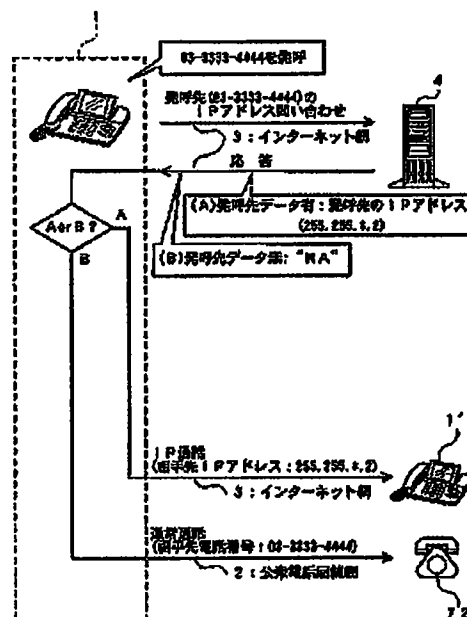 03-3333-4444を発呼
4
発呼先(03-3333-4444)の
IPアドレス問い合わせ
3：インターネット網
応 答
(A)発呼先データ有：発呼先のIPアドレス
(255.255.*.2)
AorB?
A
B
(B)発呼先データ無：“NA”
1'
IP通話
(相手先IPアドレス：255.255.*.2)
3：インターネット網
通常通話
(相手先電話番号：03-3333-4444)
2：公衆電話回線網